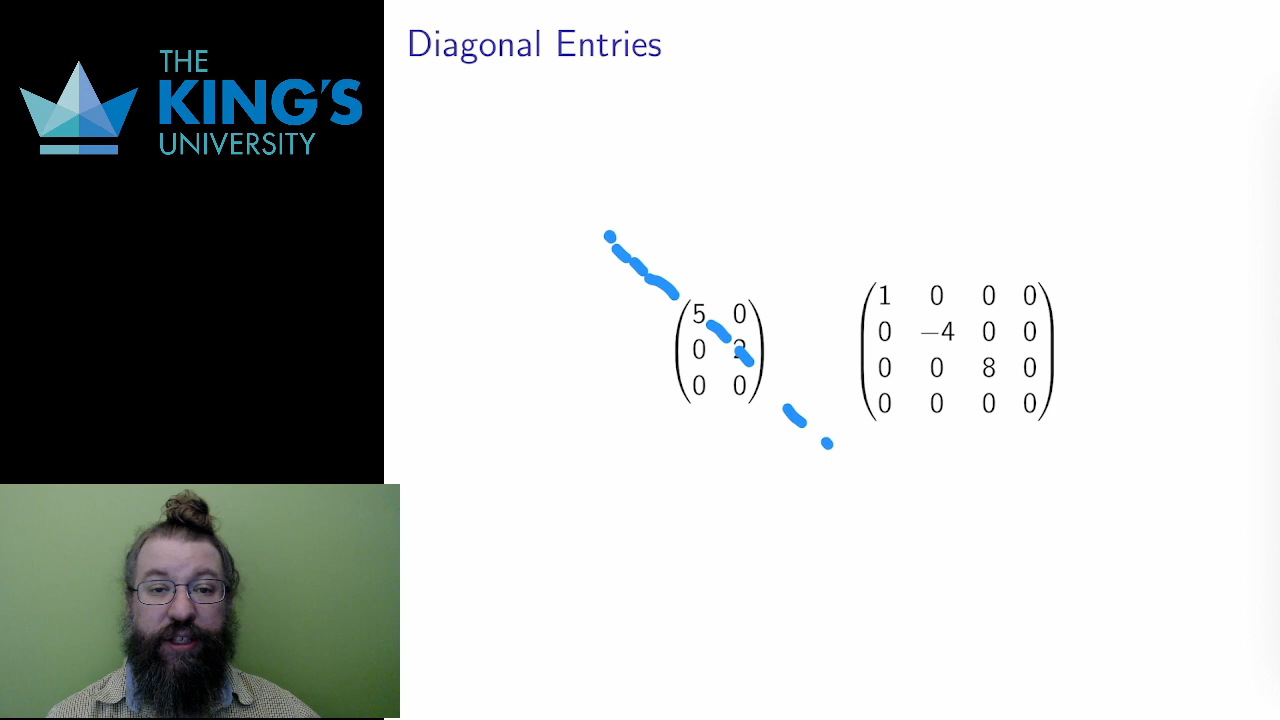 THE
KING'S
UNIVERSITY
Diagonal Entries
5 0
0 2
0 0
1 0 0 0
0 −4 0 0
0 0 8 0
0 0 0 0